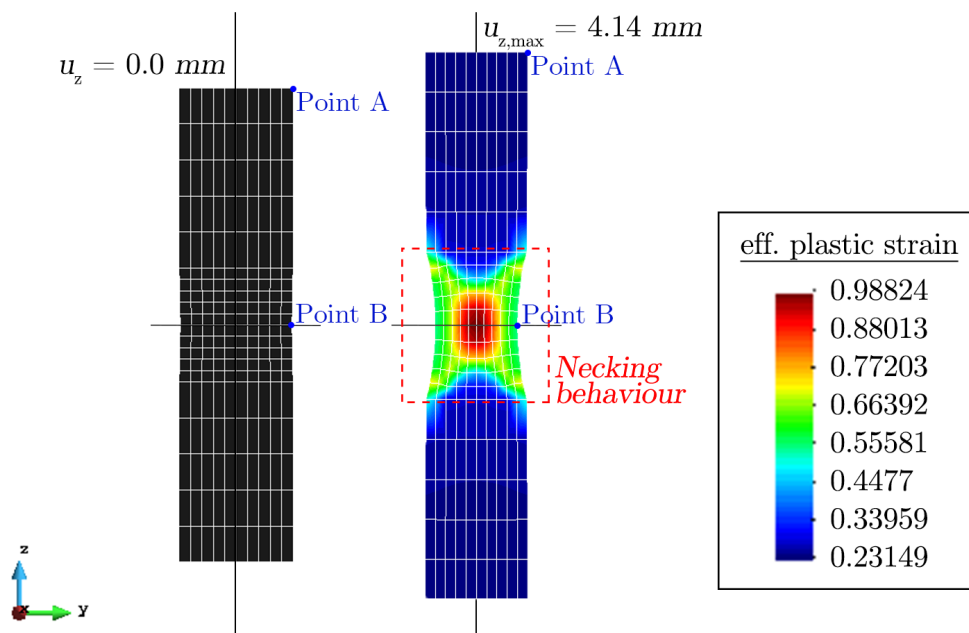 u_z = 0.0 mm
Point A
Point B
u_z,max = 4.14 mm
Point A
Point B
Necking
behaviour
eff. plastic strain
0.98824
0.88013
0.77203
0.66392
0.55581
0.4477
0.33959
0.23149
z
x
y